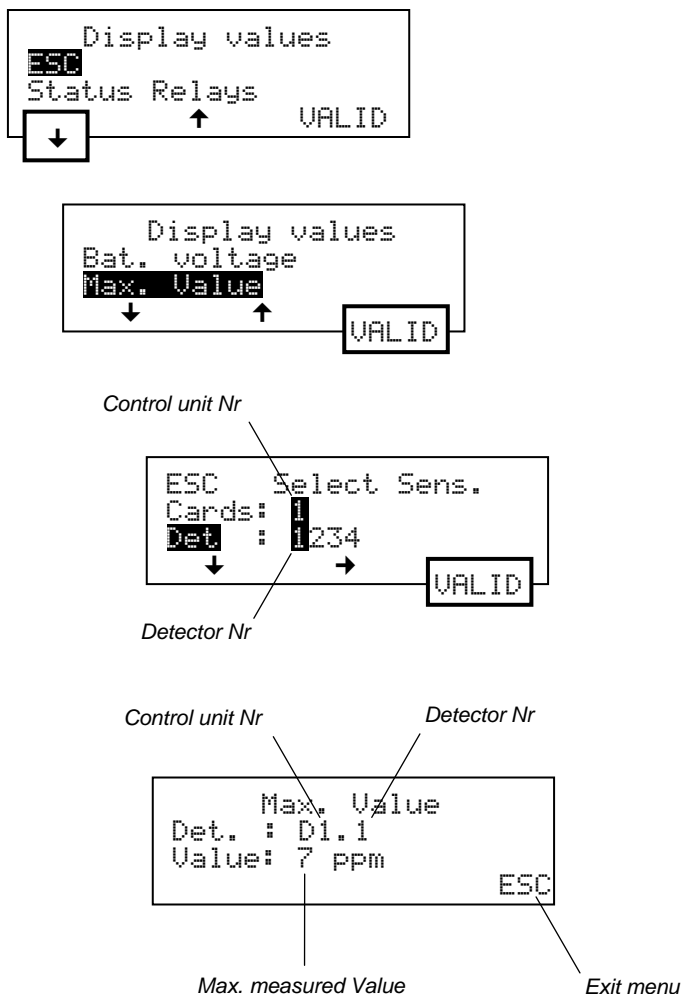 Display values
ESC
Status Relays
↓ ↑ VALID
Display values
Bat. voltage
Max. Value
↓ ↑ VALID
Control unit Nr
ESC Select Sens.
Cards: 1
Det : 1234
↓ → VALID
Detector Nr
Control unit Nr Detector Nr
Max. Value
Det. : D1.1
Value: 7 ppm
ESC
Max. measured Value Exit menu